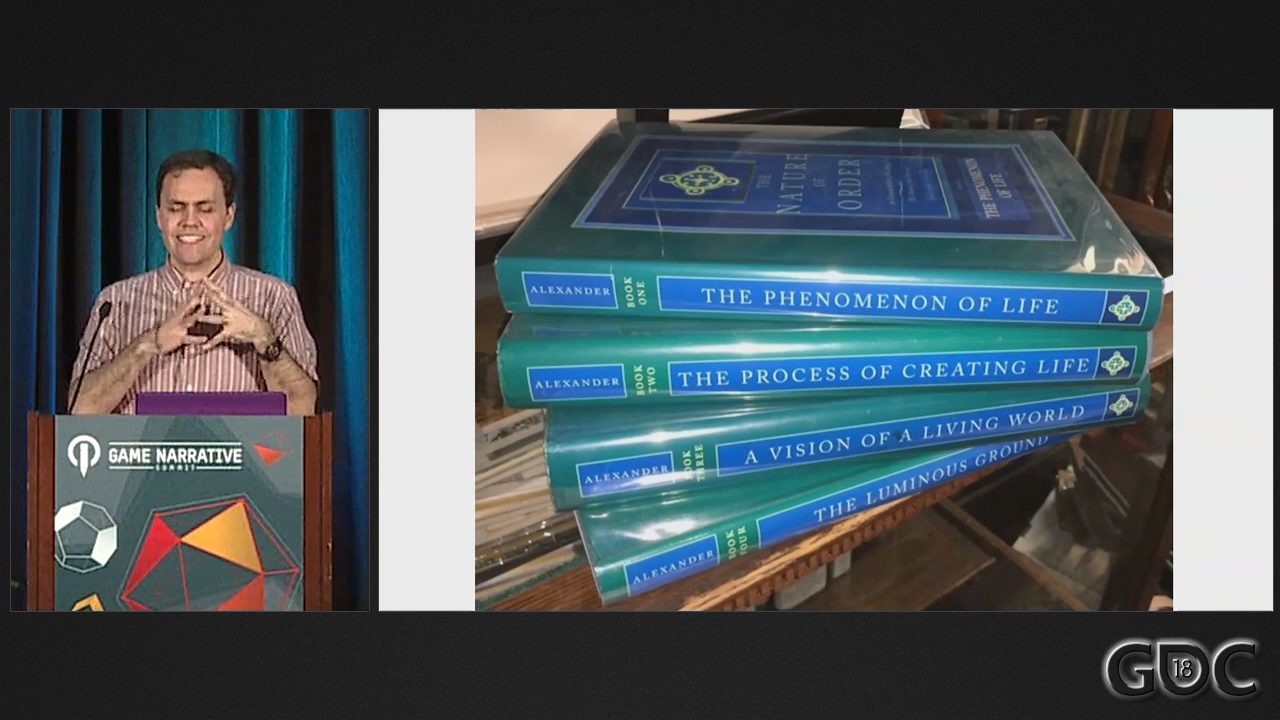 GAME NARRATIVE
SUMMIT
THE
NATURE
OF
ORDER
THE PHENOMENON
OF LIFE
ALEXANDER
BOOK
ONE
THE PHENOMENON OF LIFE
ALEXANDER
BOOK
TWO
THE PROCESS OF CREATING LIFE
ALEXANDER
BOOK
THREE
A VISION OF A LIVING WORLD
ALEXANDER
BOOK
FOUR
THE LUMINOUS GROUND
GDC
18